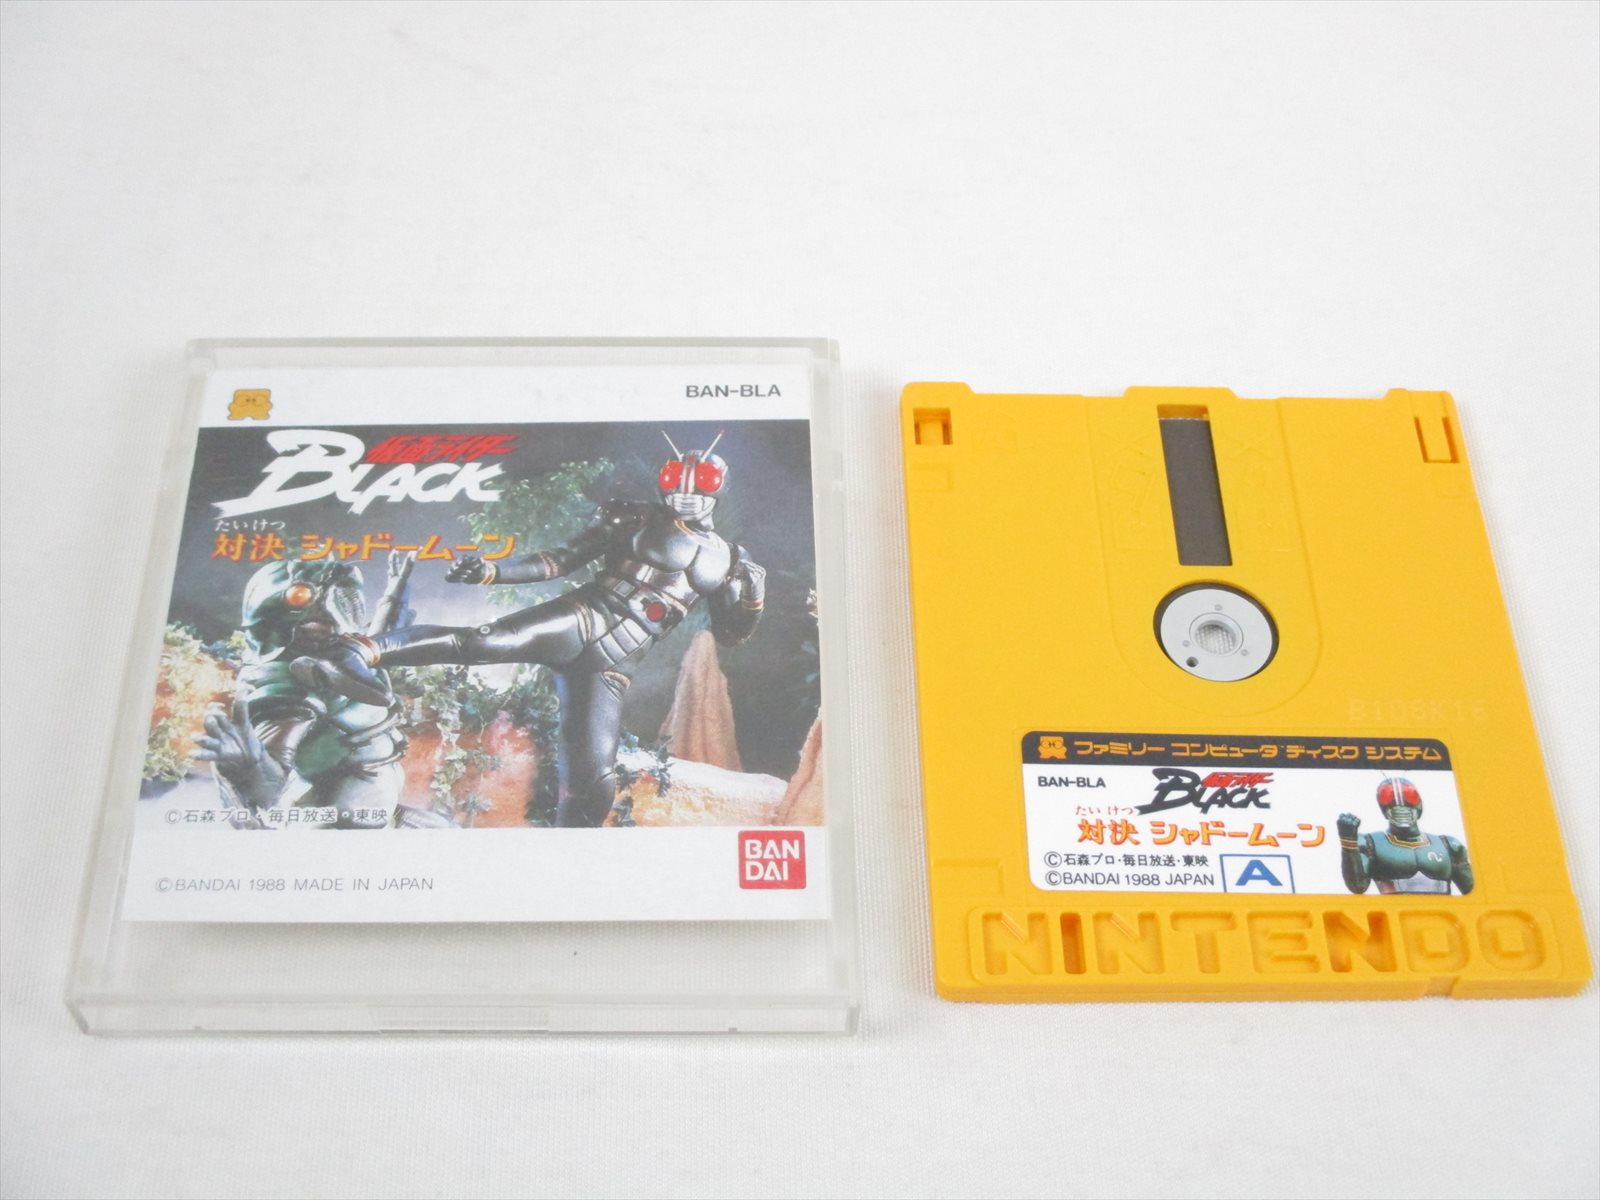 BAN-BLA
仮面ライダー
BLACK
たいけつ
対決 シャドームーン
©石森プロ・毎日放送・東映
BAN
DAI
©BANDAI 1988 MADE IN JAPAN
ファミリー コンピュータ ディスク システム
BAN-BLA
仮面ライダー
BLACK
たいけつ
対決 シャドームーン
©石森プロ・毎日放送・東映
©BANDAI 1988 JAPAN
A
NINTENDO